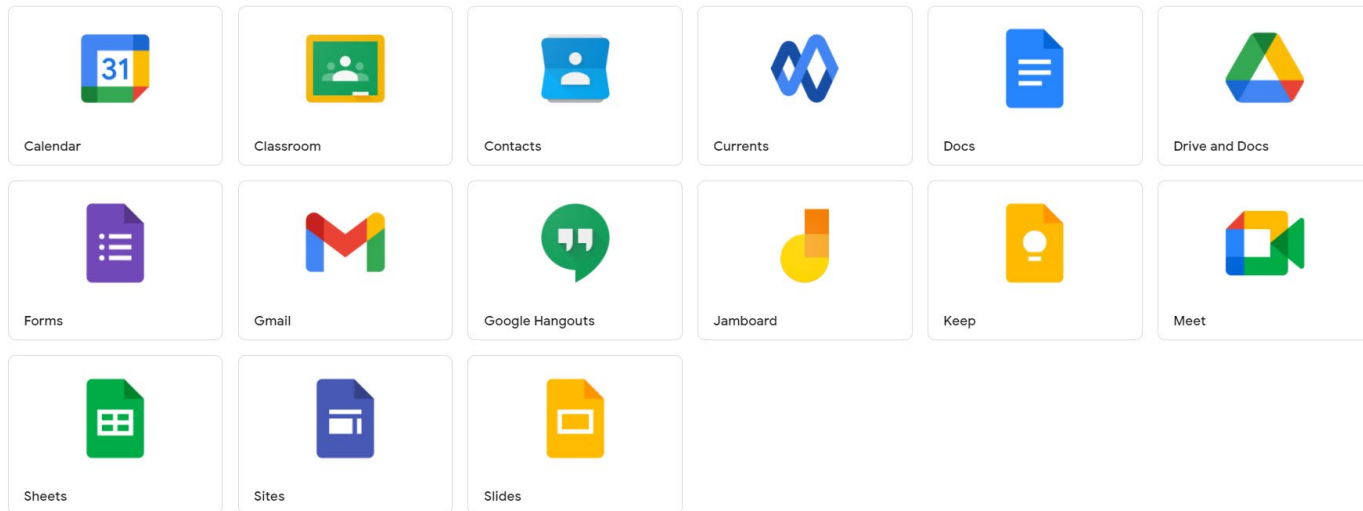 31
Calendar
Classroom
Contacts
Currents
Docs
Drive and Docs
Forms
Gmail
Google Hangouts
Jamboard
Keep
Meet
Sheets
Sites
Slides